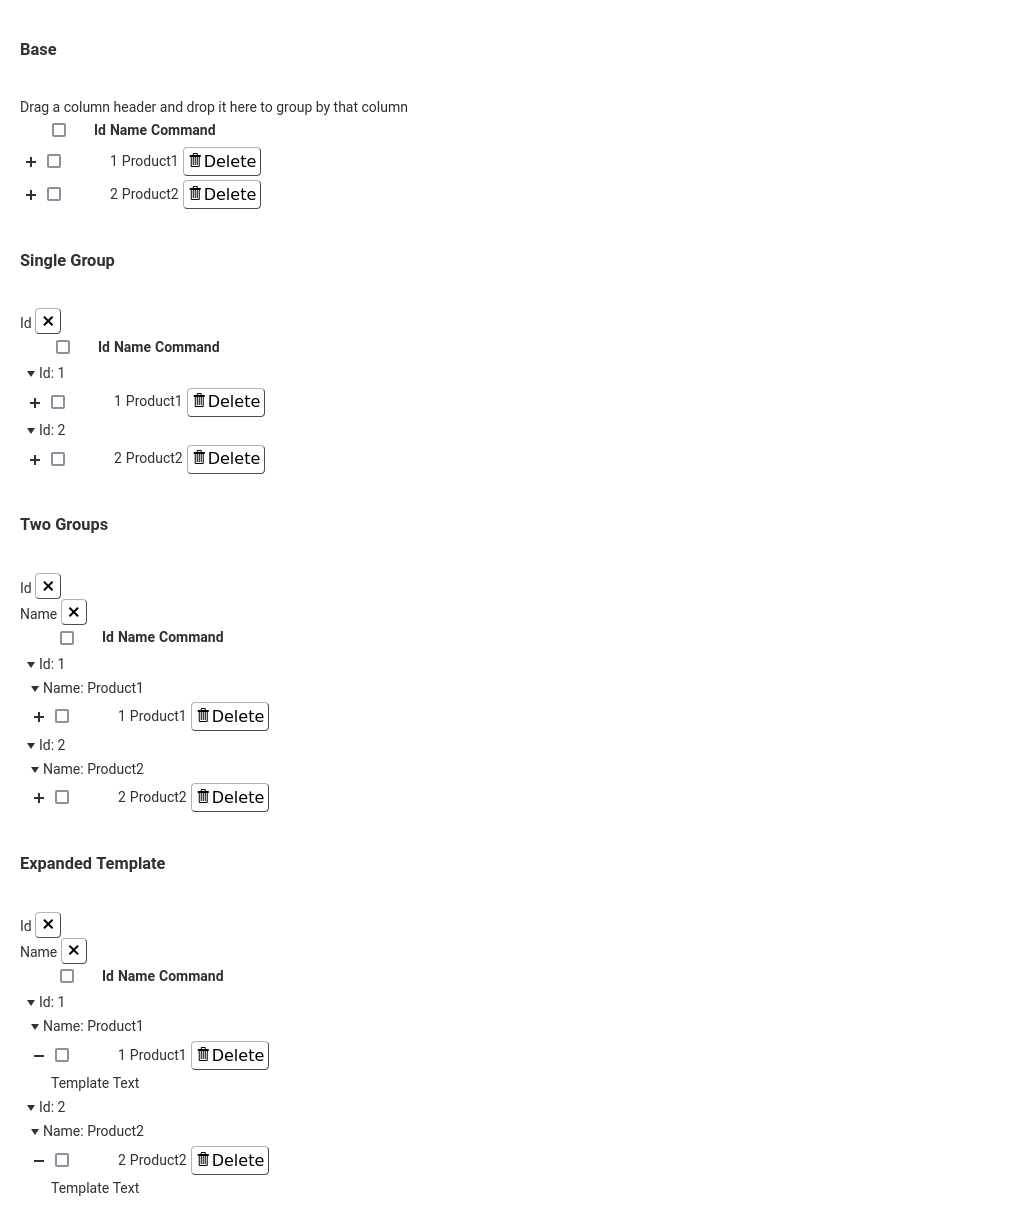 Base
Drag a column header and drop it here to group by that column
Id Name Command
1 Product1 Delete
2 Product2 Delete
Single Group
Id
Id Name Command
Id: 1
1 Product1 Delete
Id: 2
2 Product2 Delete
Two Groups
Id
Name
Id Name Command
Id: 1
Name: Product1
1 Product1 Delete
Id: 2
Name: Product2
2 Product2 Delete
Expanded Template
Id
Name
Id Name Command
Id: 1
Name: Product1
1 Product1 Delete
Template Text
Id: 2
Name: Product2
2 Product2 Delete
Template Text